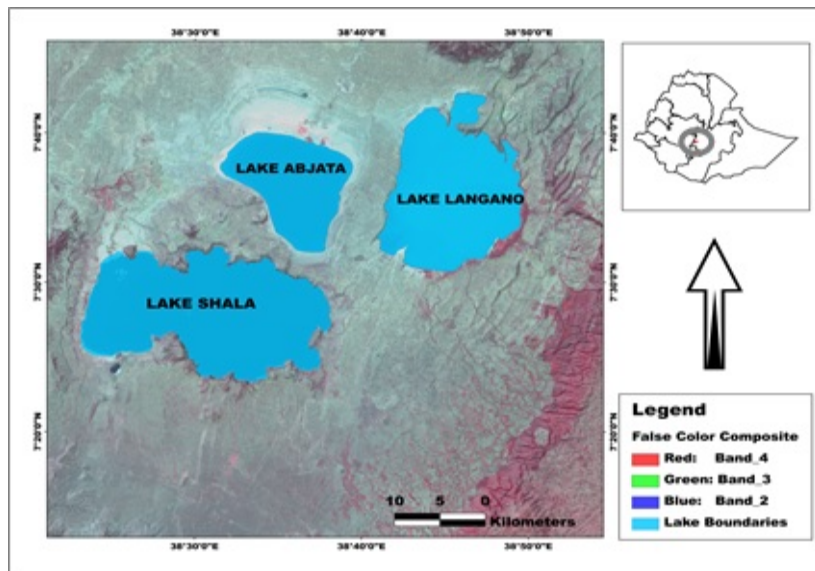 38°30'0"E 38°40'0"E 38°50'0"E
7°40'0"N
7°40'0"N
LAKE ABJATA
LAKE LANGANO
7°30'0"N
7°30'0"N
LAKE SHALA
7°20'0"N
7°20'0"N
10 5 0
Kilometers
38°30'0"E 38°40'0"E 38°50'0"E
Legend
False Color Composite
Red: Band_4
Green: Band_3
Blue: Band_2
Lake Boundaries